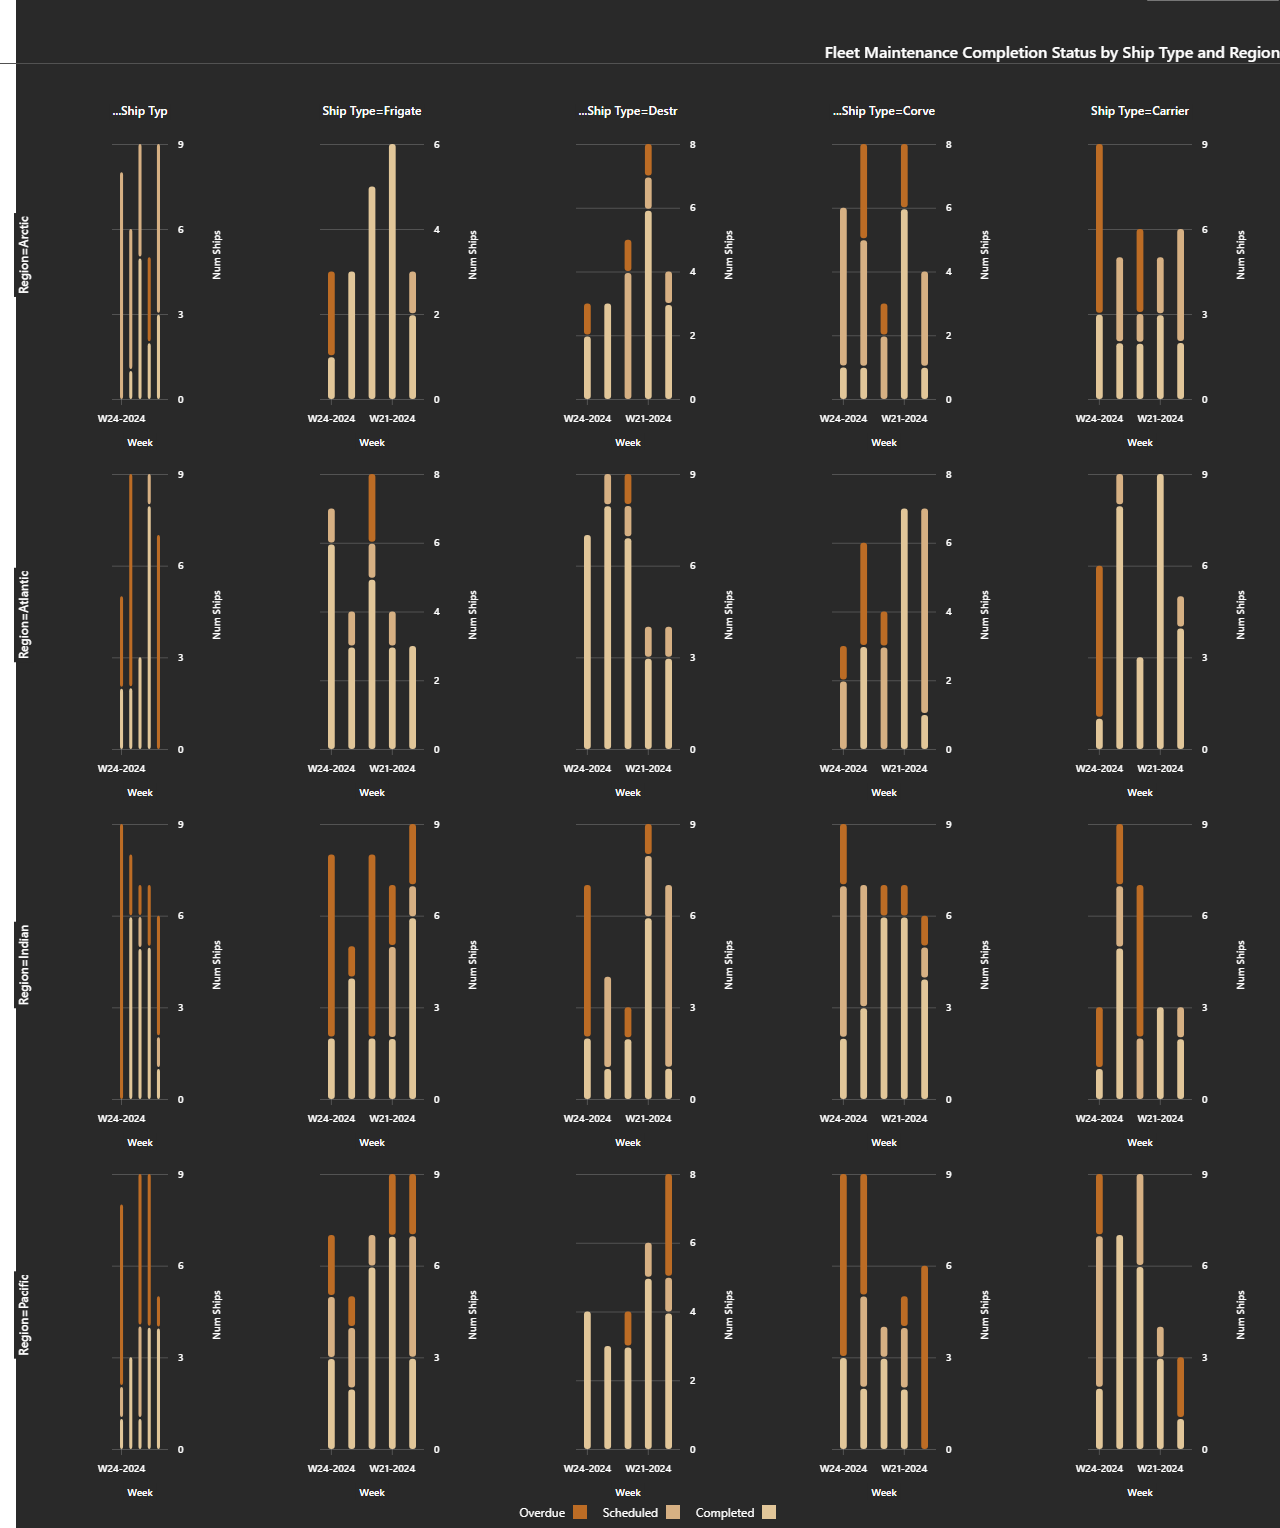 Fleet Maintenance Completion Status by Ship Type and Region
...Ship Typ Ship Type=Frigate ...Ship Type=Destr ...Ship Type=Corve Ship Type=Carrier
Region=Arctic
9 6 8 8 9
6 4 6 6 6
4 4
3 2 2 2 3
0 0 0 0 0
Num Ships Num Ships Num Ships Num Ships Num Ships
W24-2024 W24-2024 W21-2024 W24-2024 W21-2024 W24-2024 W21-2024 W24-2024 W21-2024
Week Week Week Week Week
Region=Atlantic
9 8 9 8 9
6 6 6 6 6
4 4
3 2 3 2 3
0 0 0 0 0
Num Ships Num Ships Num Ships Num Ships Num Ships
W24-2024 W24-2024 W21-2024 W24-2024 W21-2024 W24-2024 W21-2024 W24-2024 W21-2024
Week Week Week Week Week
Region=Indian
9 9 9 9 9
6 6 6 6 6
3 3 3 3 3
0 0 0 0 0
Num Ships Num Ships Num Ships Num Ships Num Ships
W24-2024 W24-2024 W21-2024 W24-2024 W21-2024 W24-2024 W21-2024 W24-2024 W21-2024
Week Week Week Week Week
Region=Pacific
9 9 8 9 9
6 6 6 6 6
4
3 3 2 3 3
0 0 0 0 0
Num Ships Num Ships Num Ships Num Ships Num Ships
W24-2024 W24-2024 W21-2024 W24-2024 W21-2024 W24-2024 W21-2024 W24-2024 W21-2024
Week Week Week Week Week
Overdue Scheduled Completed